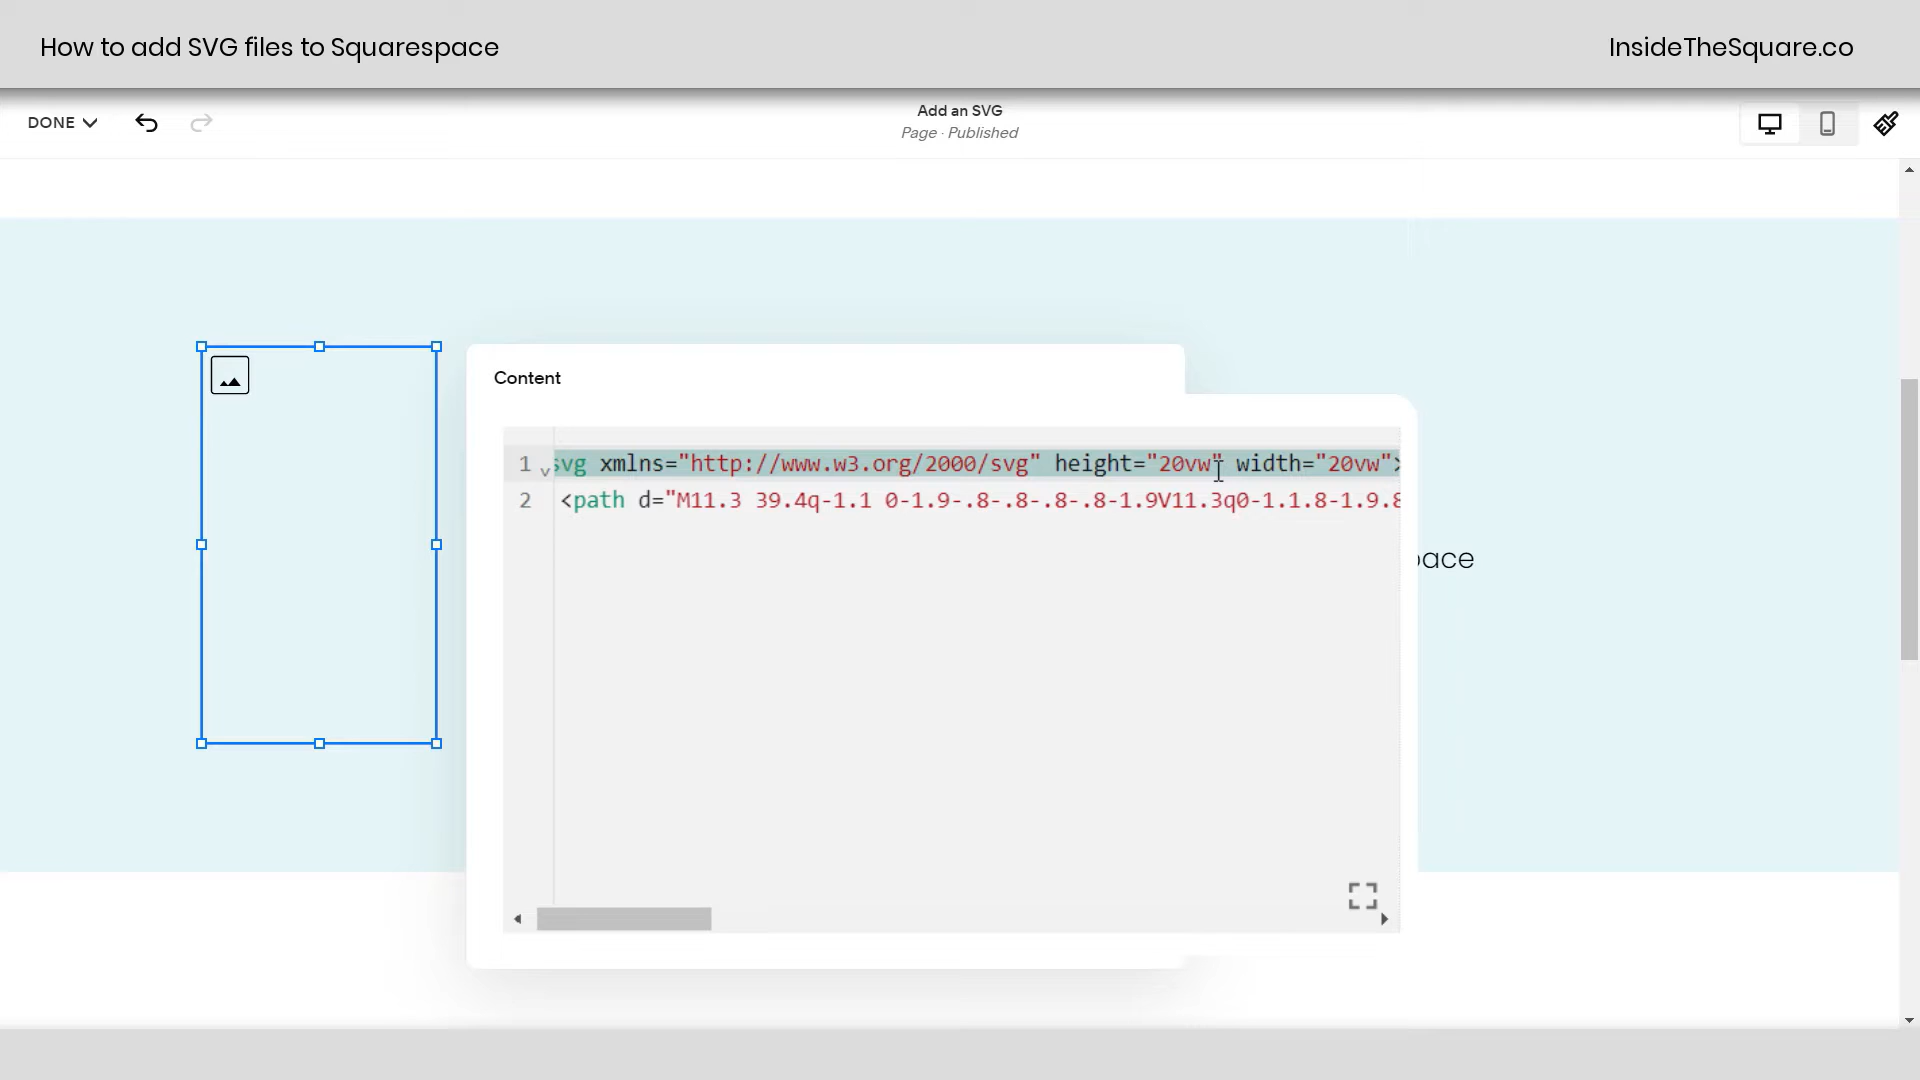 How to add SVG files to Squarespace
InsideTheSquare.co
DONE
Add an SVG
Page · Published
Content
1 svg xmlns="http://www.w3.org/2000/svg" height="20vw" width="20vw">
2 <path d="M11.3 39.4q-1.1 0-1.9-.8-.8-.8-.8-1.9V11.3q0-1.1.8-1.9.8
pace